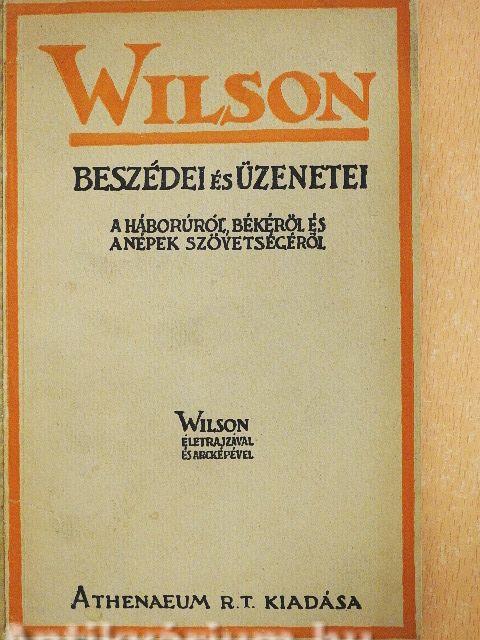 WILSON
BESZÉDEI ÉS ÜZENETEI
A HÁBORÚRÓL, BÉKÉRŐL ÉS
A NÉPEK SZÖVETSÉGÉRŐL
WILSON
ÉLETRAJZÁVAL
ÉS ARCKÉPÉVEL
ATHENAEUM R.T. KIADÁSA